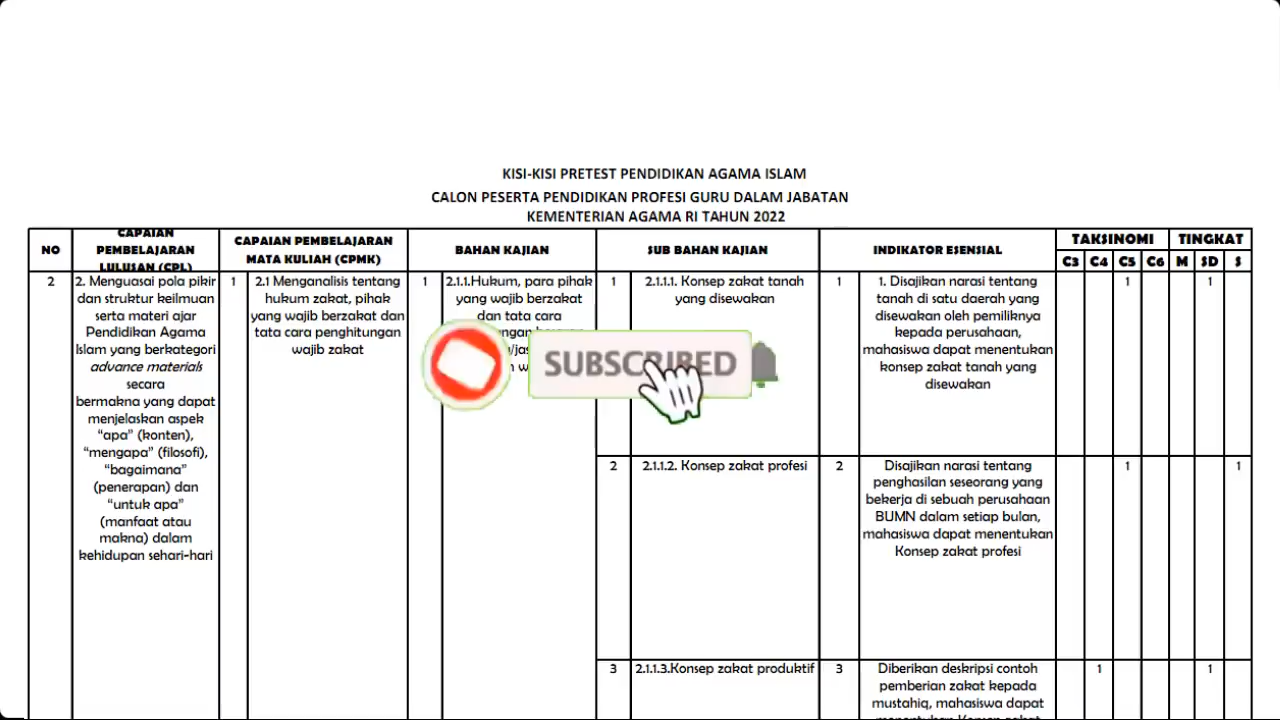 KISI-KISI PRETEST PENDIDIKAN AGAMA ISLAM
CALON PESERTA PENDIDIKAN PROFESI GURU DALAM JABATAN
KEMENTERIAN AGAMA RI TAHUN 2022
NO
CAPAIAN
PEMBELAJARAN
LULUSAN (CPL)
CAPAIAN PEMBELAJARAN
MATA KULIAH (CPMK)
BAHAN KAJIAN
SUB BAHAN KAJIAN
INDIKATOR ESENSIAL
TAKSINOMI
TINGKAT
C3 C4 C5 C6 M SD S
2
2. Menguasai pola pikir
dan struktur keilmuan
serta materi ajar
Pendidikan Agama
Islam yang berkategori
advance materials
secara
bermakna yang dapat
menjelaskan aspek
“apa” (konten),
“mengapa” (filosofi),
“bagaimana”
(penerapan) dan
“untuk apa”
(manfaat atau
makna) dalam
kehidupan sehari-hari
1
2.1 Menganalisis tentang
hukum zakat, pihak
yang wajib berzakat dan
tata cara penghitungan
wajib zakat
1
2.1.1.Hukum, para pihak
yang wajib berzakat
dan tata cara
1
2.1.1.1. Konsep zakat tanah
yang disewakan
1
1. Disajikan narasi tentang
tanah di satu daerah yang
disewakan oleh pemiliknya
kepada perusahaan,
mahasiswa dapat menentukan
konsep zakat tanah yang
disewakan
1
1
SUBSCRIBED
2
2.1.1.2. Konsep zakat profesi
2
Disajikan narasi tentang
penghasilan seseorang yang
bekerja di sebuah perusahaan
BUMN dalam setiap bulan,
mahasiswa dapat menentukan
Konsep zakat profesi
1
1
3
2.1.1.3.Konsep zakat produktif
3
Diberikan deskripsi contoh
pemberian zakat kepada
mustahiq, mahasiswa dapat
1
1